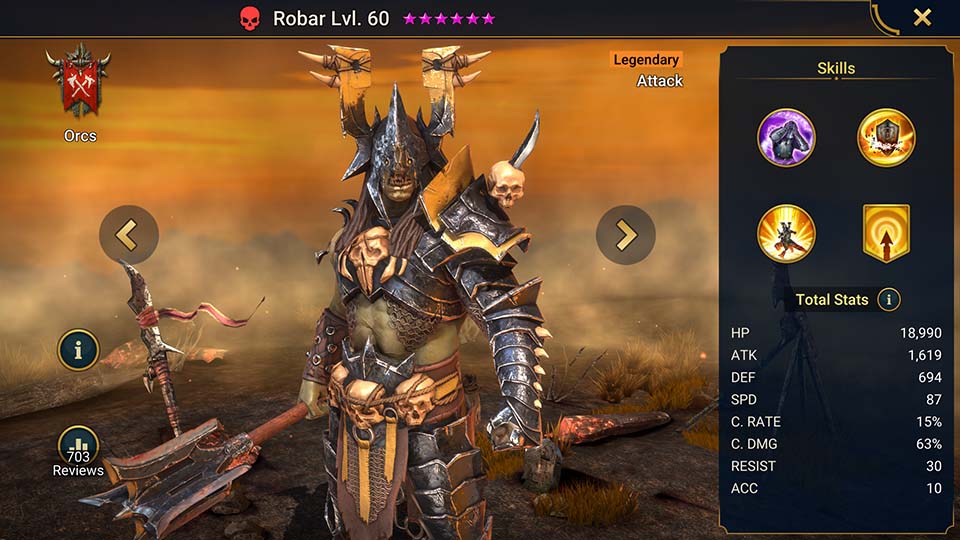 Robar Lvl. 60
Orcs
Legendary
Attack
703
Reviews
Skills
Total Stats i
HP 18,990
ATK 1,619
DEF 694
SPD 87
C. RATE 15%
C. DMG 63%
RESIST 30
ACC 10